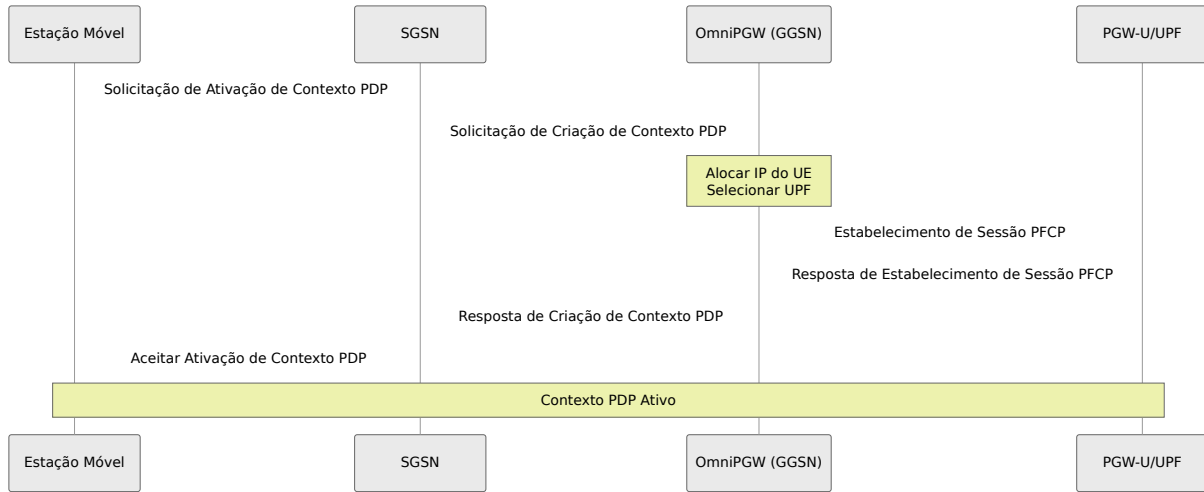 Estação Móvel
SGSN
OmniPGW (GGSN)
PGW-U/UPF
Solicitação de Ativação de Contexto PDP
Solicitação de Criação de Contexto PDP
Alocar IP do UE
Selecionar UPF
Estabelecimento de Sessão PFCP
Resposta de Estabelecimento de Sessão PFCP
Resposta de Criação de Contexto PDP
Aceitar Ativação de Contexto PDP
Contexto PDP Ativo
Estação Móvel
SGSN
OmniPGW (GGSN)
PGW-U/UPF